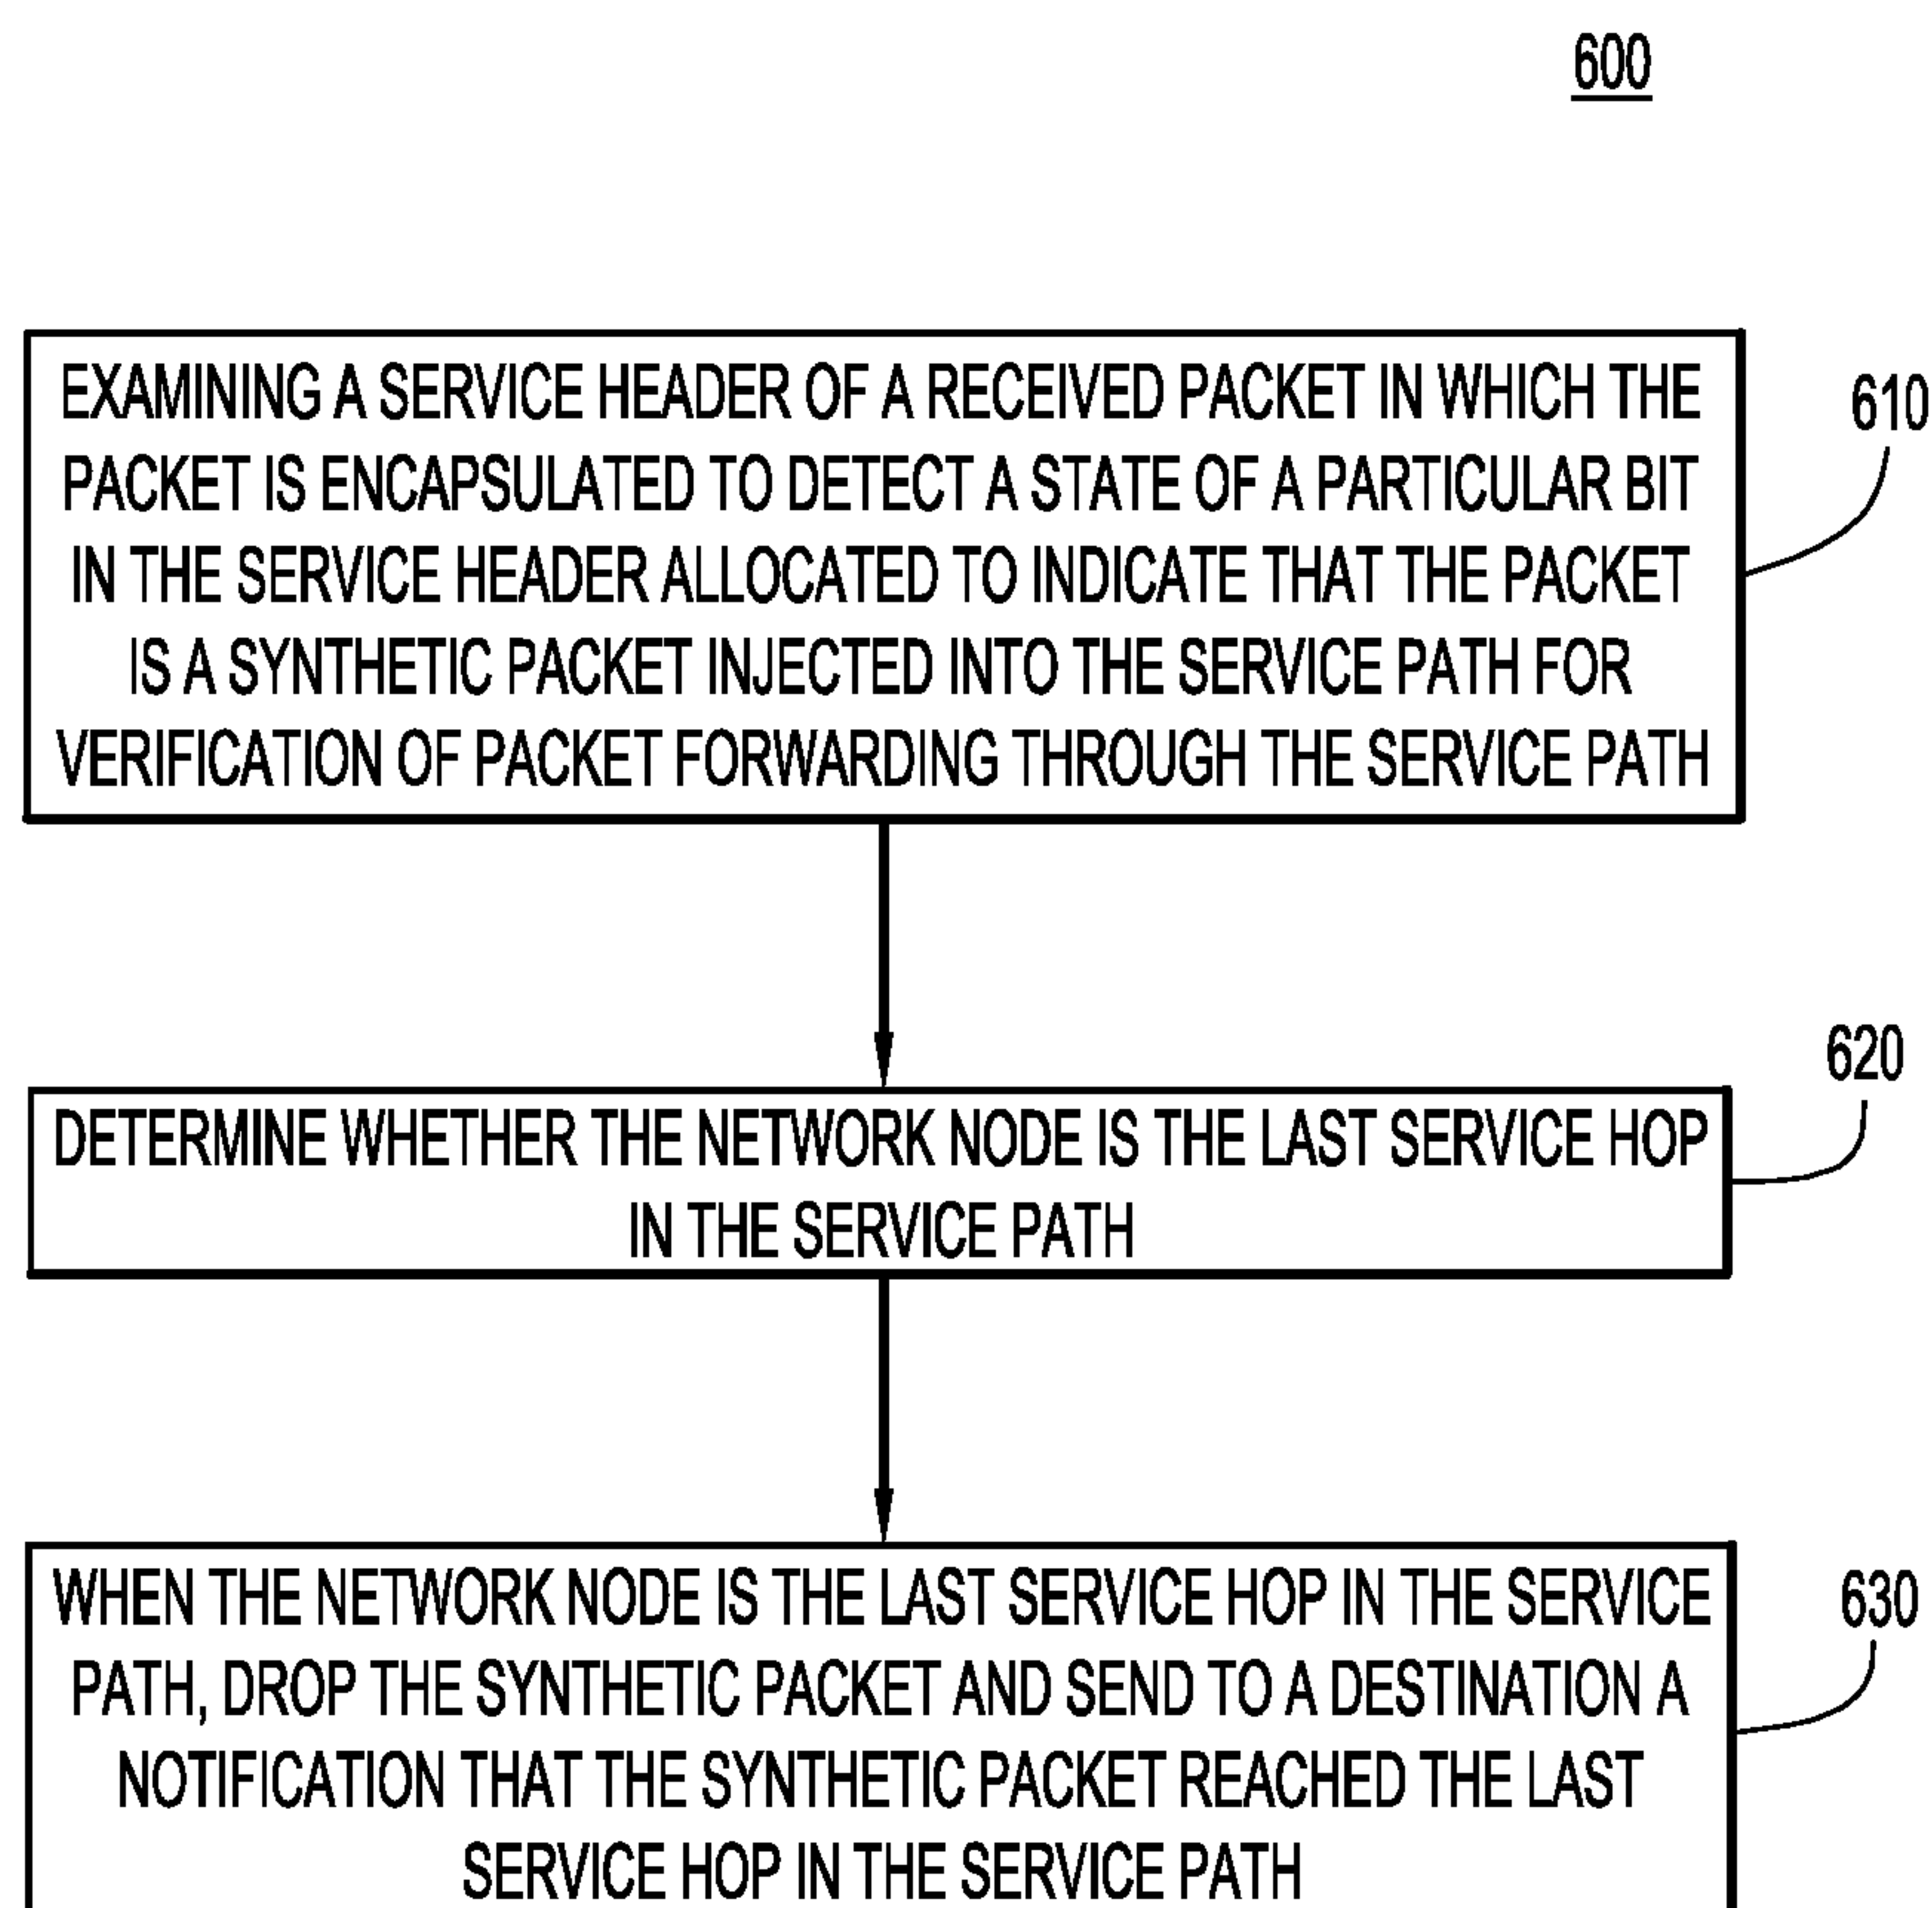 600
EXAMINING A SERVICE HEADER OF A RECEIVED PACKET IN WHICH THE
PACKET IS ENCAPSULATED TO DETECT A STATE OF A PARTICULAR BIT
IN THE SERVICE HEADER ALLOCATED TO INDICATE THAT THE PACKET
IS A SYNTHETIC PACKET INJECTED INTO THE SERVICE PATH FOR
VERIFICATION OF PACKET FORWARDING THROUGH THE SERVICE PATH
610
DETERMINE WHETHER THE NETWORK NODE IS THE LAST SERVICE HOP
IN THE SERVICE PATH
620
WHEN THE NETWORK NODE IS THE LAST SERVICE HOP IN THE SERVICE
PATH, DROP THE SYNTHETIC PACKET AND SEND TO A DESTINATION A
NOTIFICATION THAT THE SYNTHETIC PACKET REACHED THE LAST
SERVICE HOP IN THE SERVICE PATH
630